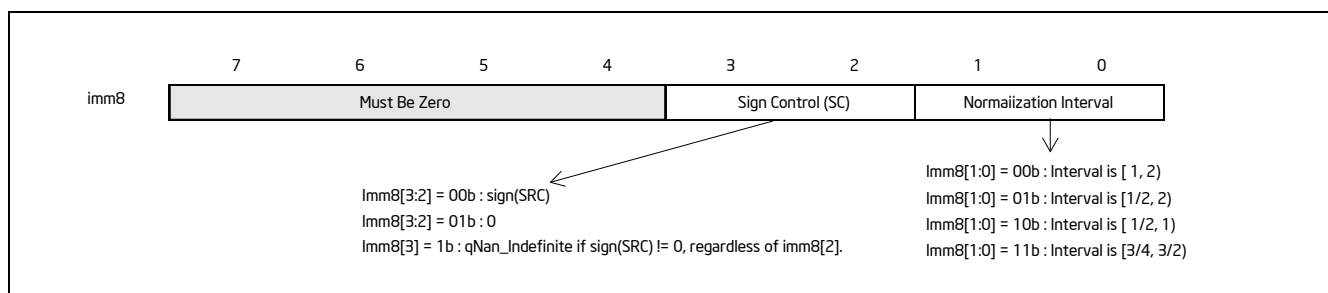 7 6 5 4 3 2 1 0
imm8 Must Be Zero Sign Control (SC) Normaiization Interval
Imm8[3:2] = 00b : sign(SRC)
Imm8[3:2] = 01b : 0
Imm8[3] = 1b : qNan_Indefinite if sign(SRC) != 0, regardless of imm8[2].
Imm8[1:0] = 00b : Interval is [ 1, 2)
Imm8[1:0] = 01b : Interval is [1/2, 2)
Imm8[1:0] = 10b : Interval is [ 1/2, 1)
Imm8[1:0] = 11b : Interval is [3/4, 3/2)